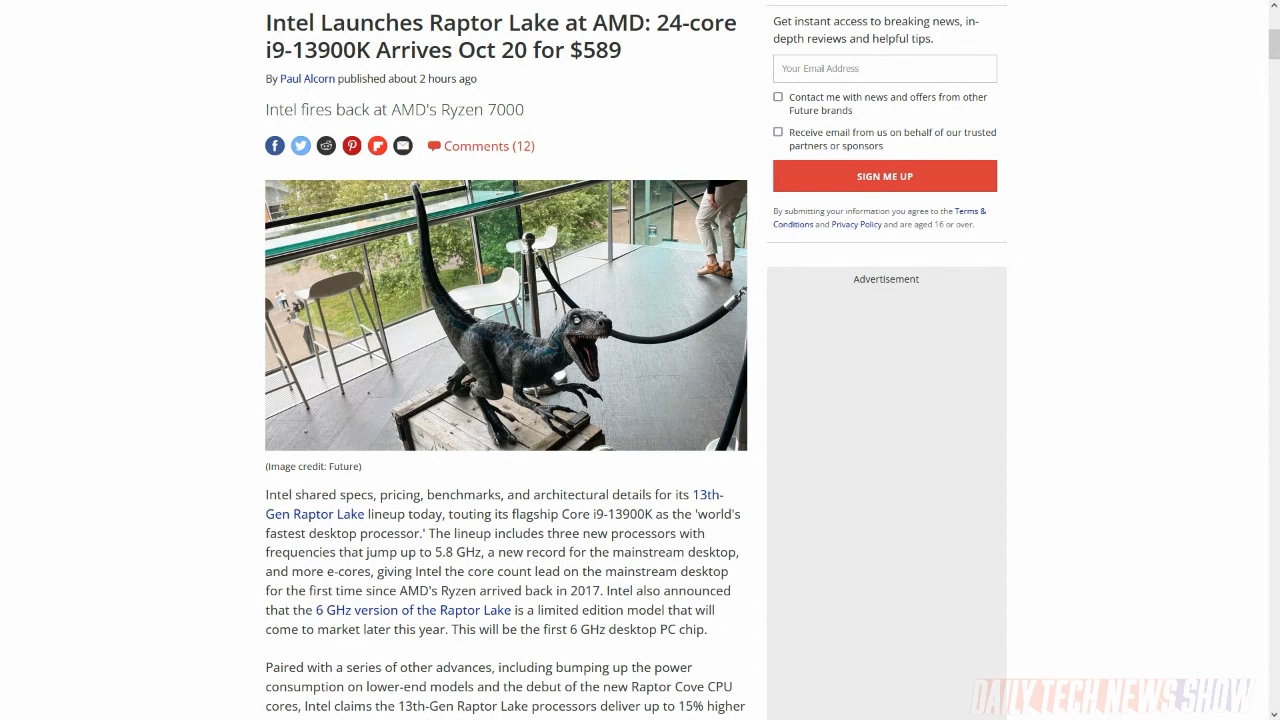 Intel Launches Raptor Lake at AMD: 24-core
i9-13900K Arrives Oct 20 for $589
By Paul Alcorn published about 2 hours ago
Intel fires back at AMD's Ryzen 7000
Comments (12)
(Image credit: Future)
Intel shared specs, pricing, benchmarks, and architectural details for its 13th-
Gen Raptor Lake lineup today, touting its flagship Core i9-13900K as the 'world's
fastest desktop processor.' The lineup includes three new processors with
frequencies that jump up to 5.8 GHz, a new record for the mainstream desktop,
and more e-cores, giving Intel the core count lead on the mainstream desktop
for the first time since AMD's Ryzen arrived back in 2017. Intel also announced
that the 6 GHz version of the Raptor Lake is a limited edition model that will
come to market later this year. This will be the first 6 GHz desktop PC chip.
Paired with a series of other advances, including bumping up the power
consumption on lower-end models and the debut of the new Raptor Cove CPU
cores, Intel claims the 13th-Gen Raptor Lake processors deliver up to 15% higher
Get instant access to breaking news, in-
depth reviews and helpful tips.
Your Email Address
Contact me with news and offers from other
Future brands
Receive email from us on behalf of our trusted
partners or sponsors
SIGN ME UP
By submitting your information you agree to the Terms &
Conditions and Privacy Policy and are aged 16 or over.
Advertisement
DAILY TECH NEWS SHOW